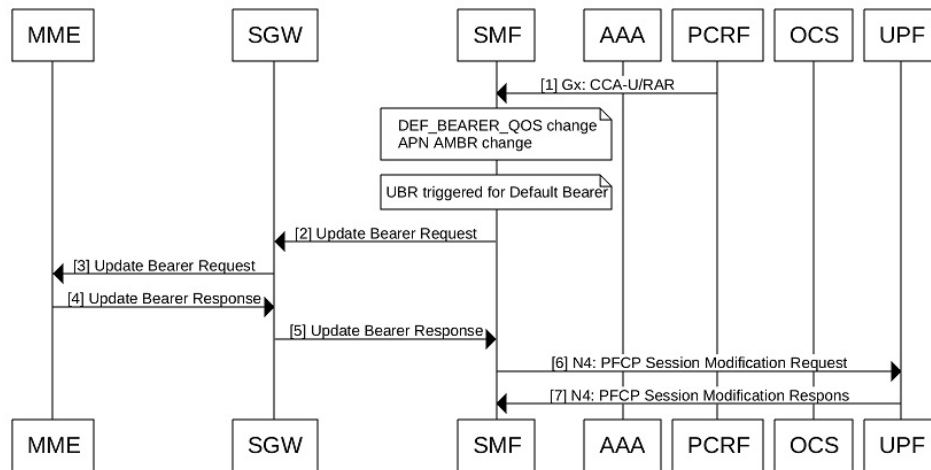 MME SGW SMF AAA PCRF OCS UPF
[1] Gx: CCA-U/RAR
DEF_BEARER_QOS change
APN AMBR change
UBR triggered for Default Bearer
[2] Update Bearer Request
[3] Update Bearer Request
[4] Update Bearer Response
[5] Update Bearer Response
[6] N4: PFCP Session Modification Request
[7] N4: PFCP Session Modification Respons
MME SGW SMF AAA PCRF OCS UPF